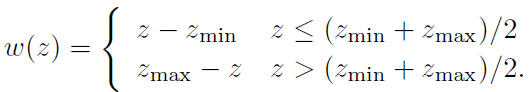 w(z) = { z − z_min    z ≤ (z_min + z_max)/2
z_max − z    z > (z_min + z_max)/2.